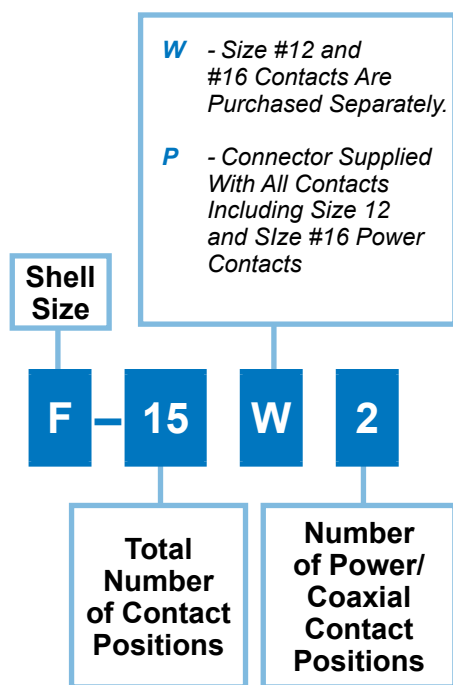 W - Size #12 and
#16 Contacts Are
Purchased Separately.
P - Connector Supplied
With All Contacts
Including Size 12
and SIze #16 Power
Contacts
Shell
Size
F – 15 W 2
Total
Number
of Contact
Positions
Number
of Power/
Coaxial
Contact
Positions